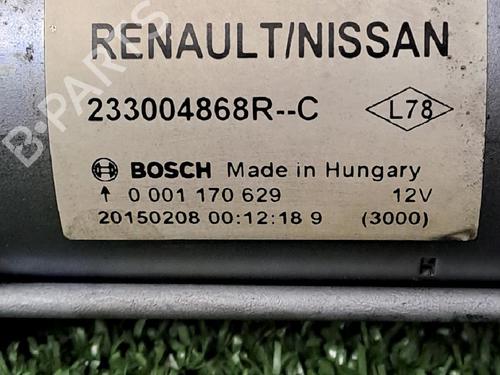 RENAULT/NISSAN
233004868R--C L78
BOSCH Made in Hungary
↑ 0 001 170 629 12V
20150208 00:12:18 9 (3000)
H
B-PARTS